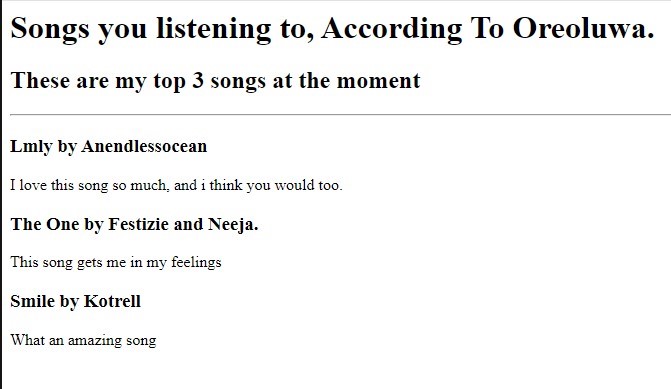 Songs you listening to, According To Oreoluwa.
These are my top 3 songs at the moment
Lmly by Anendlessocean
I love this song so much, and i think you would too.
The One by Festizie and Neeja.
This song gets me in my feelings
Smile by Kotrell
What an amazing song